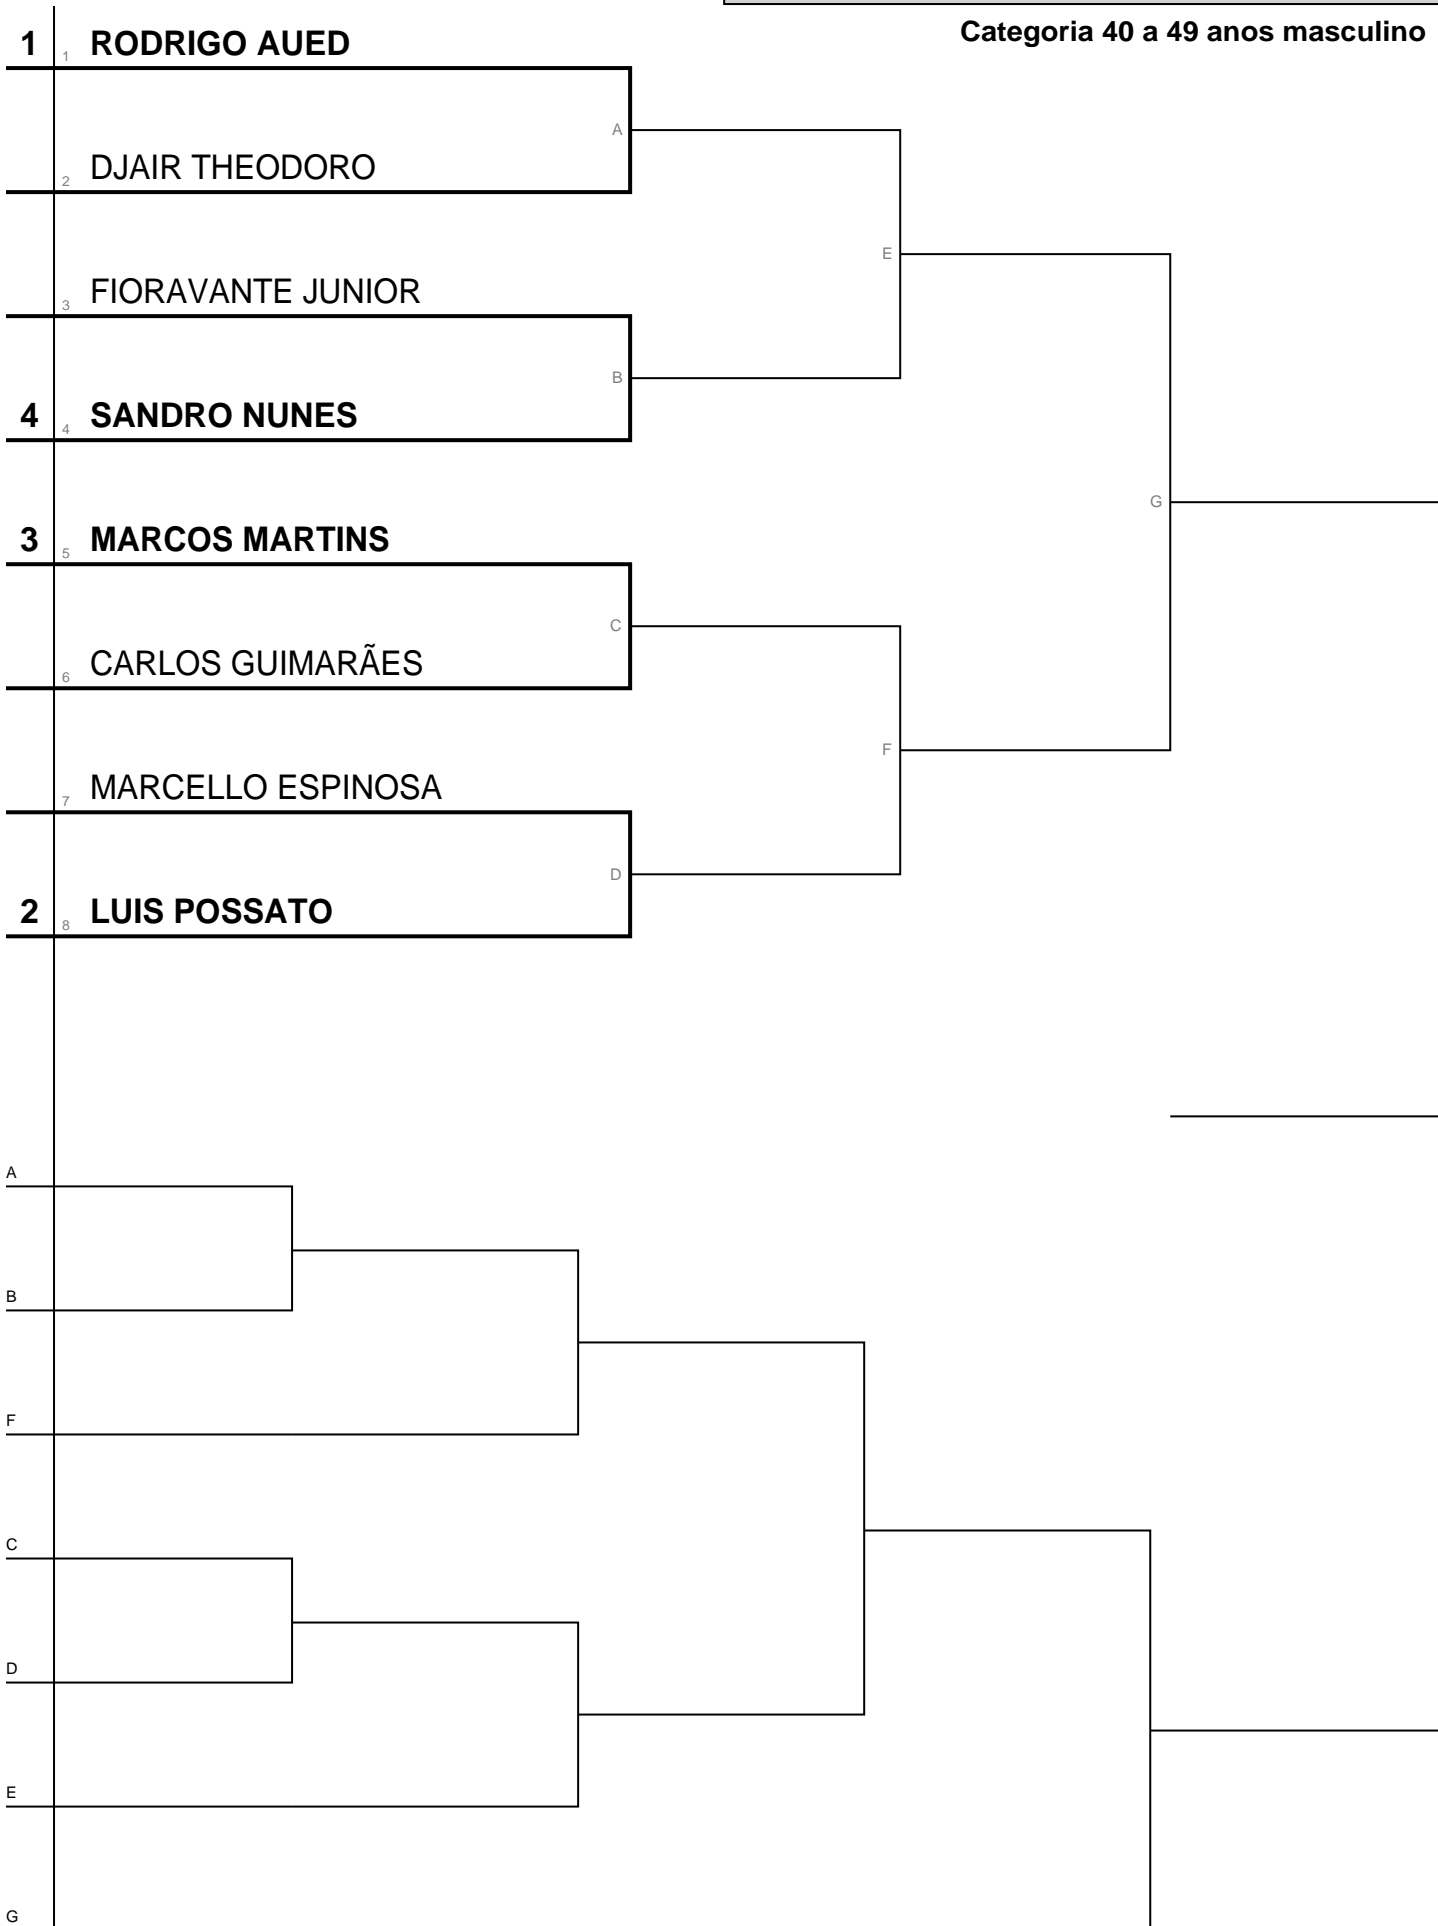 Categoria 40 a 49 anos masculino
1 1 RODRIGO AUED
A
2 DJAIR THEODORO
E
3 FIORAVANTE JUNIOR
B
4 4 SANDRO NUNES
G
3 5 MARCOS MARTINS
C
6 CARLOS GUIMARÃES
F
7 MARCELLO ESPINOSA
D
2 8 LUIS POSSATO
A
B
F
C
D
E
G